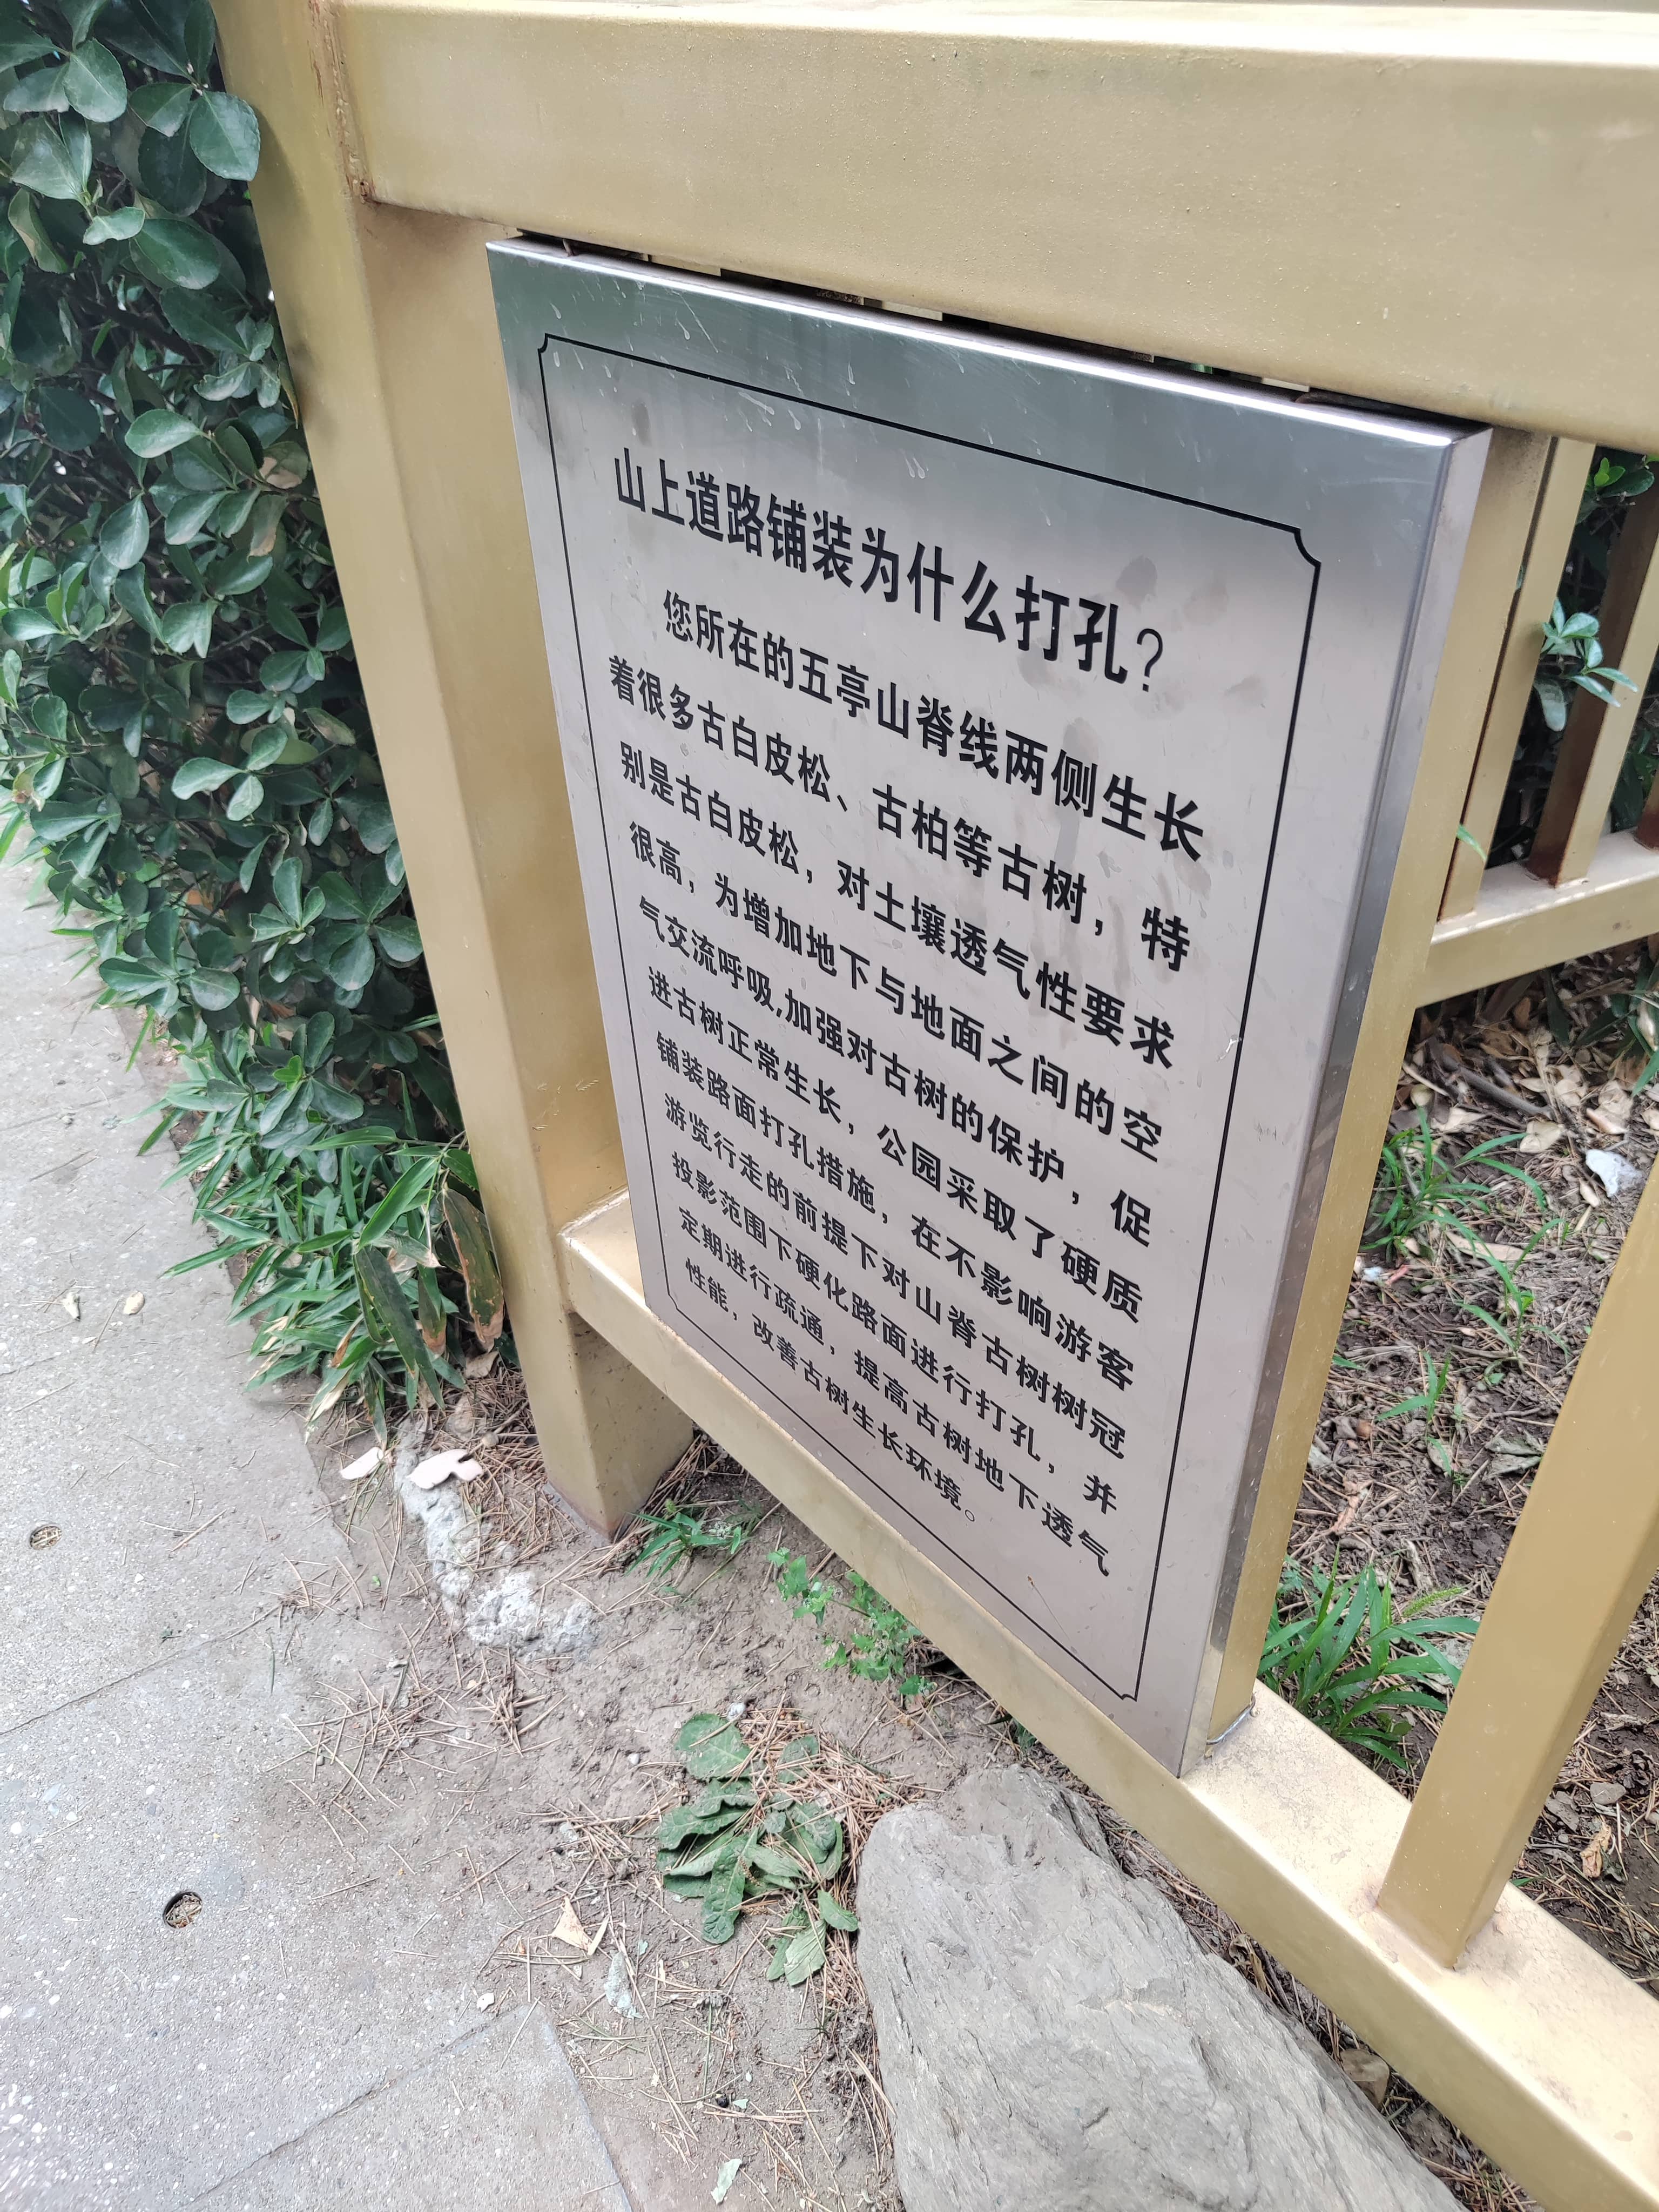 山上道路铺装为什么打孔？
您所在的五亭山脊线两侧生长
着很多古白皮松、古柏等古树，特
别是古白皮松，对土壤透气性要求
很高，为增加地下与地面之间的空
气交流呼吸,加强对古树的保护，促
进古树正常生长，公园采取了硬质
铺装路面打孔措施，在不影响游客
游览行走的前提下对山脊古树树冠
投影范围下硬化路面进行打孔，并
定期进行疏通，提高古树地下透气
性能，改善古树生长环境。